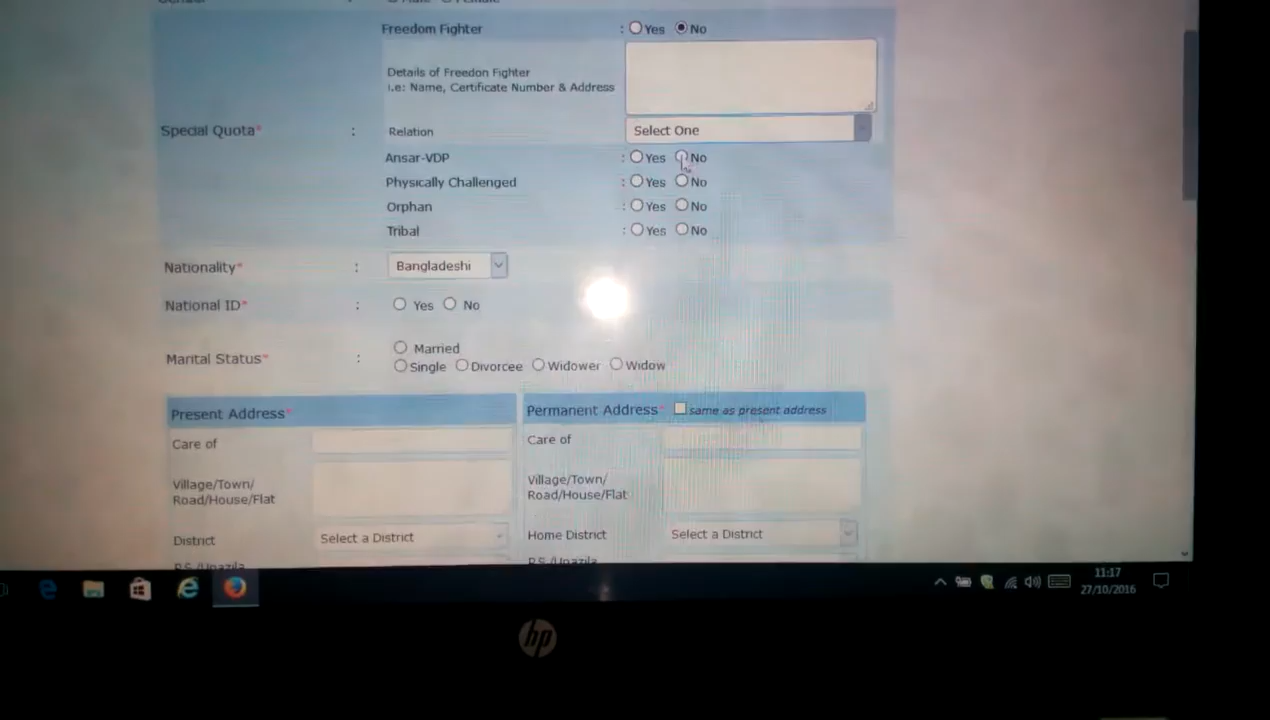 Freedom Fighter : Yes No
Details of Freedon Fighter
i.e: Name, Certificate Number & Address
Special Quota* : Relation Select One
Ansar-VDP : Yes No
Physically Challenged : Yes No
Orphan : Yes No
Tribal : Yes No
Nationality* : Bangladeshi
National ID* : Yes No
Married
Marital Status* :
Single Divorcee Widower Widow
Present Address* Permanent Address* same as present address
Care of Care of
Village/Town/ Village/Town/
Road/House/Flat Road/House/Flat
District Select a District Home District Select a District
P.S./Upazila P.S./Upazila
11:17
27/10/2016
hp